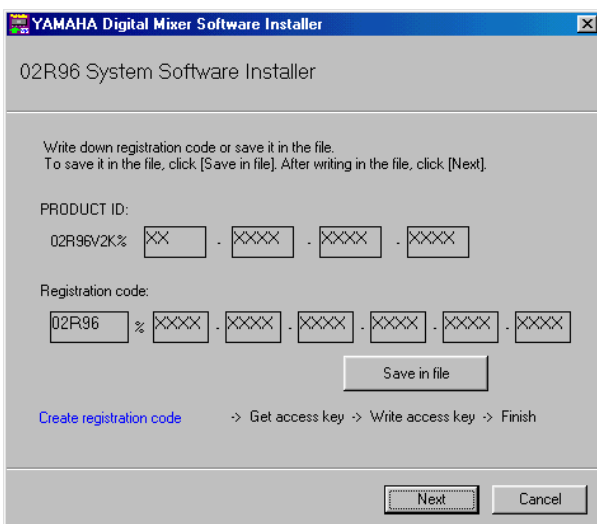 YAMAHA Digital Mixer Software Installer
02R96 System Software Installer
Write down registration code or save it in the file.
To save it in the file, click [Save in file]. After writing in the file, click [Next].
PRODUCT ID:
02R96V2K% XX - XXXX - XXXX - XXXX
Registration code:
02R96 % XXXX - XXXX - XXXX - XXXX - XXXX - XXXX
Save in file
Create registration code -> Get access key -> Write access key -> Finish
Next Cancel